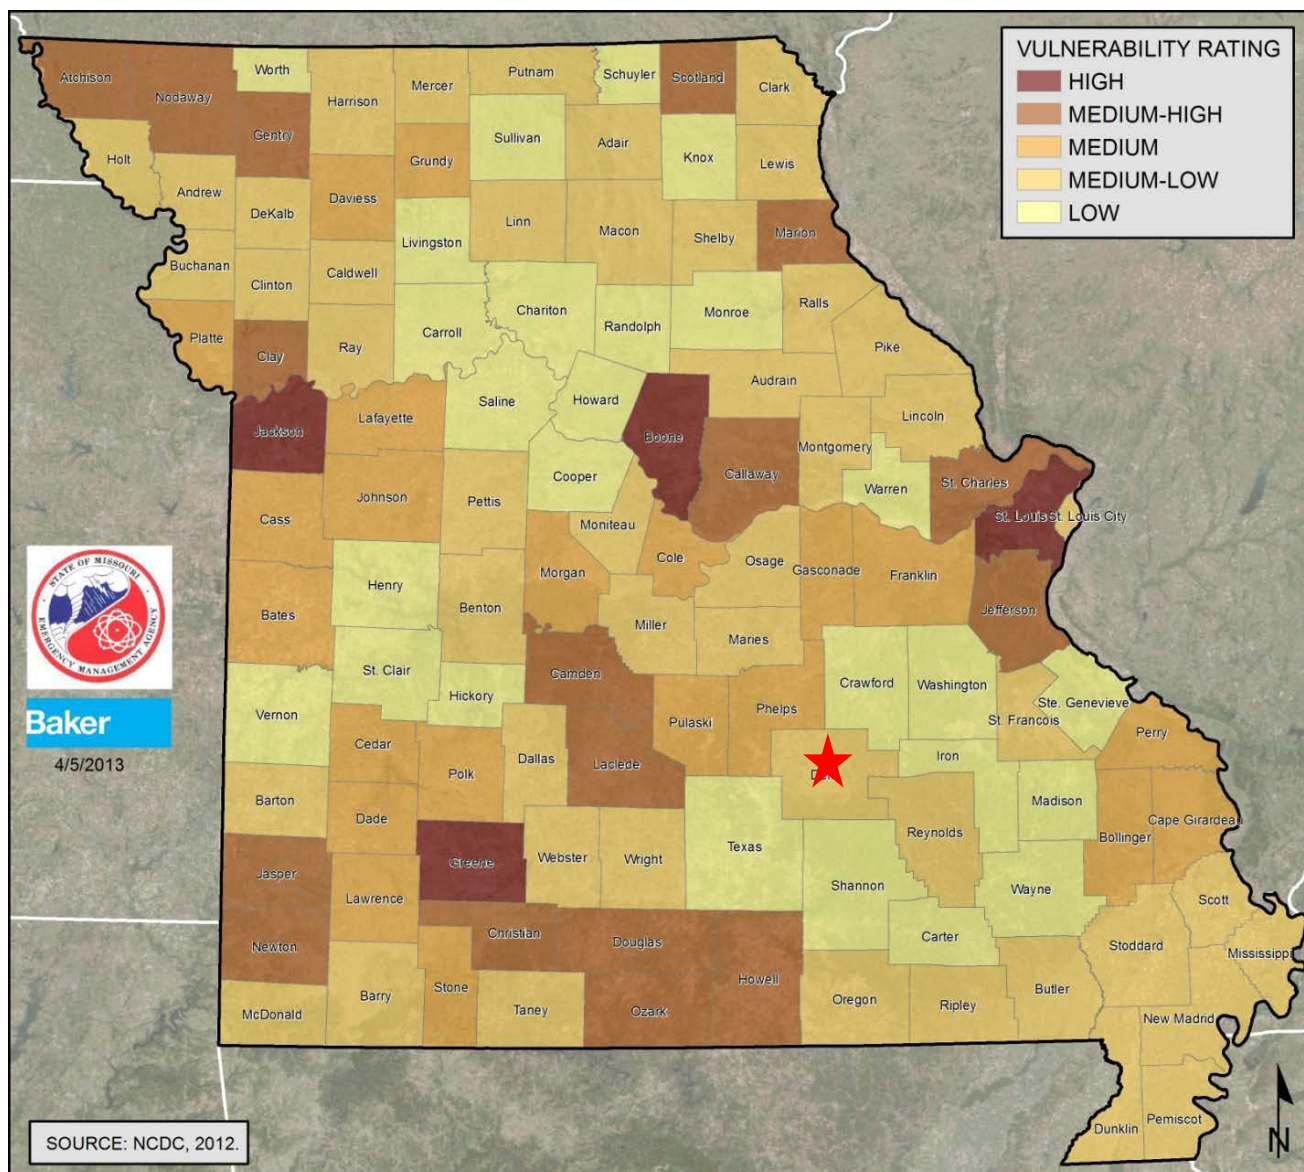 VULNERABILITY RATING
HIGH
MEDIUM-HIGH
MEDIUM
MEDIUM-LOW
LOW
Atchison
Nodaway
Worth
Harrison
Mercer
Putnam
Schuyler
Scotland
Clark
Gentry
Sullivan
Adair
Knox
Lewis
Holt
Andrew
DeKalb
Daviess
Grundy
Linn
Macon
Shelby
Marion
Livingston
Buchanan
Clinton
Caldwell
Chariton
Randolph
Monroe
Ralls
Platte
Clay
Ray
Carroll
Pike
Audrain
Saline
Howard
Jackson
Lafayette
Boone
Lincoln
Montgomery
Callaway
Cooper
Warren
St. Charles
Cass
Johnson
Pettis
Moniteau
St. Louis
St. Louis City
Cole
Osage
Gasconade
Franklin
Henry
Morgan
Bates
Benton
Miller
Maries
Jefferson
St. Clair
Hickory
Camden
Crawford
Washington
Ste. Genevieve
Vernon
Pulaski
Phelps
St. Francois
Cedar
Perry
Polk
Dallas
Laclede
Iron
Barton
Dade
Madison
Reynolds
Bollinger
Cape Girardeau
Greene
Webster
Wright
Texas
Jasper
Lawrence
Shannon
Wayne
Scott
Newton
Christian
Douglas
Carter
Stoddard
Mississippi
Barry
Stone
Howell
McDonald
Taney
Ozark
Oregon
Ripley
Butler
New Madrid
Dunklin
Pemiscot
STATE OF MISSOURI
EMERGENCY MANAGEMENT AGENCY
Baker
4/5/2013
SOURCE: NCDC, 2012.
N